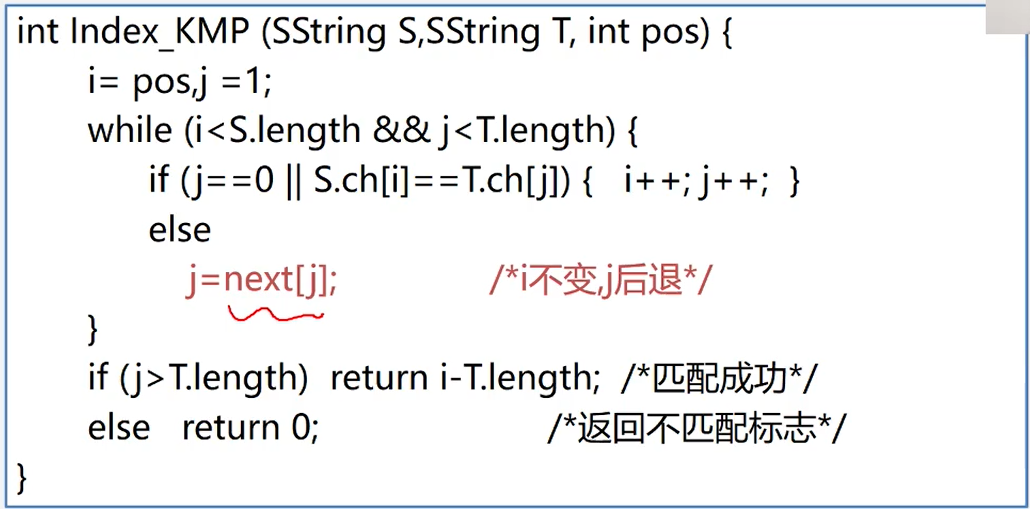 int Index_KMP (SString S,SString T, int pos) {
i= pos,j =1;
while (i<S.length && j<T.length) {
if (j==0 || S.ch[i]==T.ch[j]) { i++; j++; }
else
j=next[j]; /*i不变,j后退*/
}
if (j>T.length) return i-T.length; /*匹配成功*/
else return 0; /*返回不匹配标志*/
}